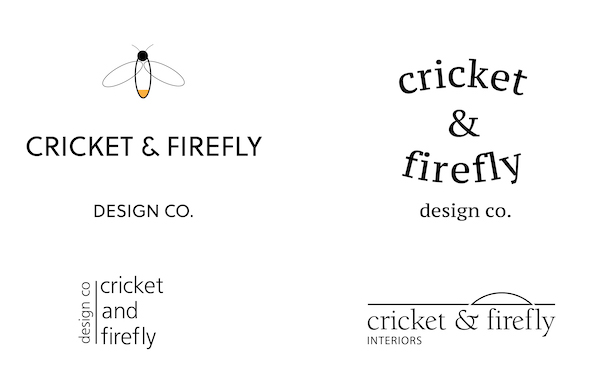 CRICKET & FIREFLY
DESIGN CO.
cricket
&
firefly
design co.
design co
cricket
and
firefly
cricket & firefly
INTERIORS